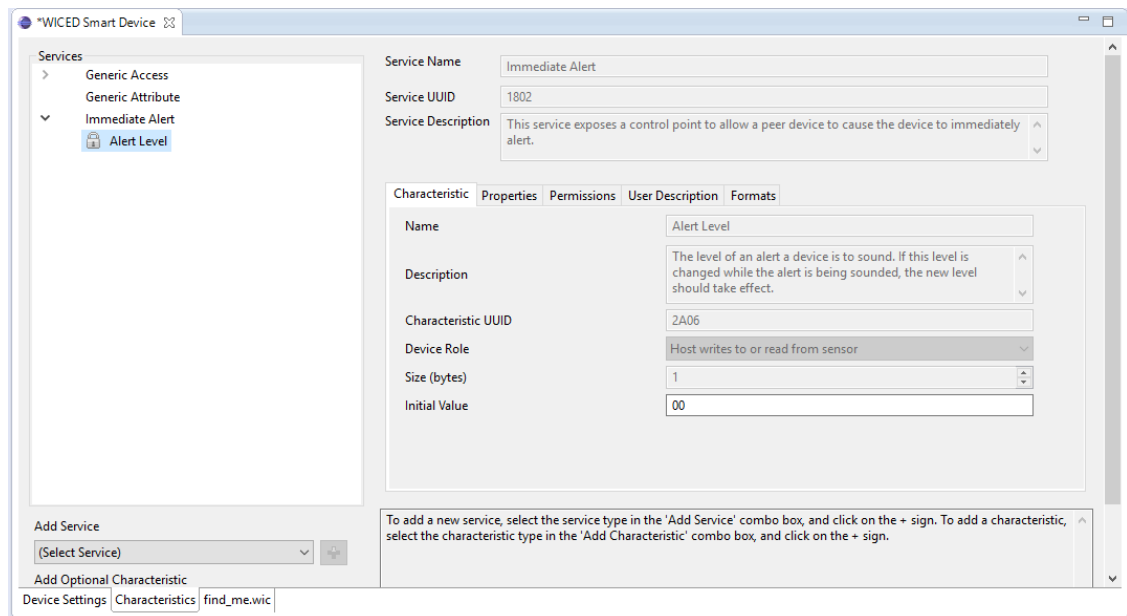 *WICED Smart Device
Services
Generic Access
Generic Attribute
Immediate Alert
Alert Level
Service Name
Immediate Alert
Service UUID
1802
Service Description
This service exposes a control point to allow a peer device to cause the device to immediately
alert.
Characteristic Properties Permissions User Description Formats
Name
Alert Level
Description
The level of an alert a device is to sound. If this level is
changed while the alert is being sounded, the new level
should take effect.
Characteristic UUID
2A06
Device Role
Host writes to or read from sensor
Size (bytes)
1
Initial Value
00
Add Service
(Select Service)
Add Optional Characteristic
To add a new service, select the service type in the 'Add Service' combo box, and click on the + sign. To add a characteristic,
select the characteristic type in the 'Add Characteristic' combo box, and click on the + sign.
Device Settings Characteristics find_me.wic